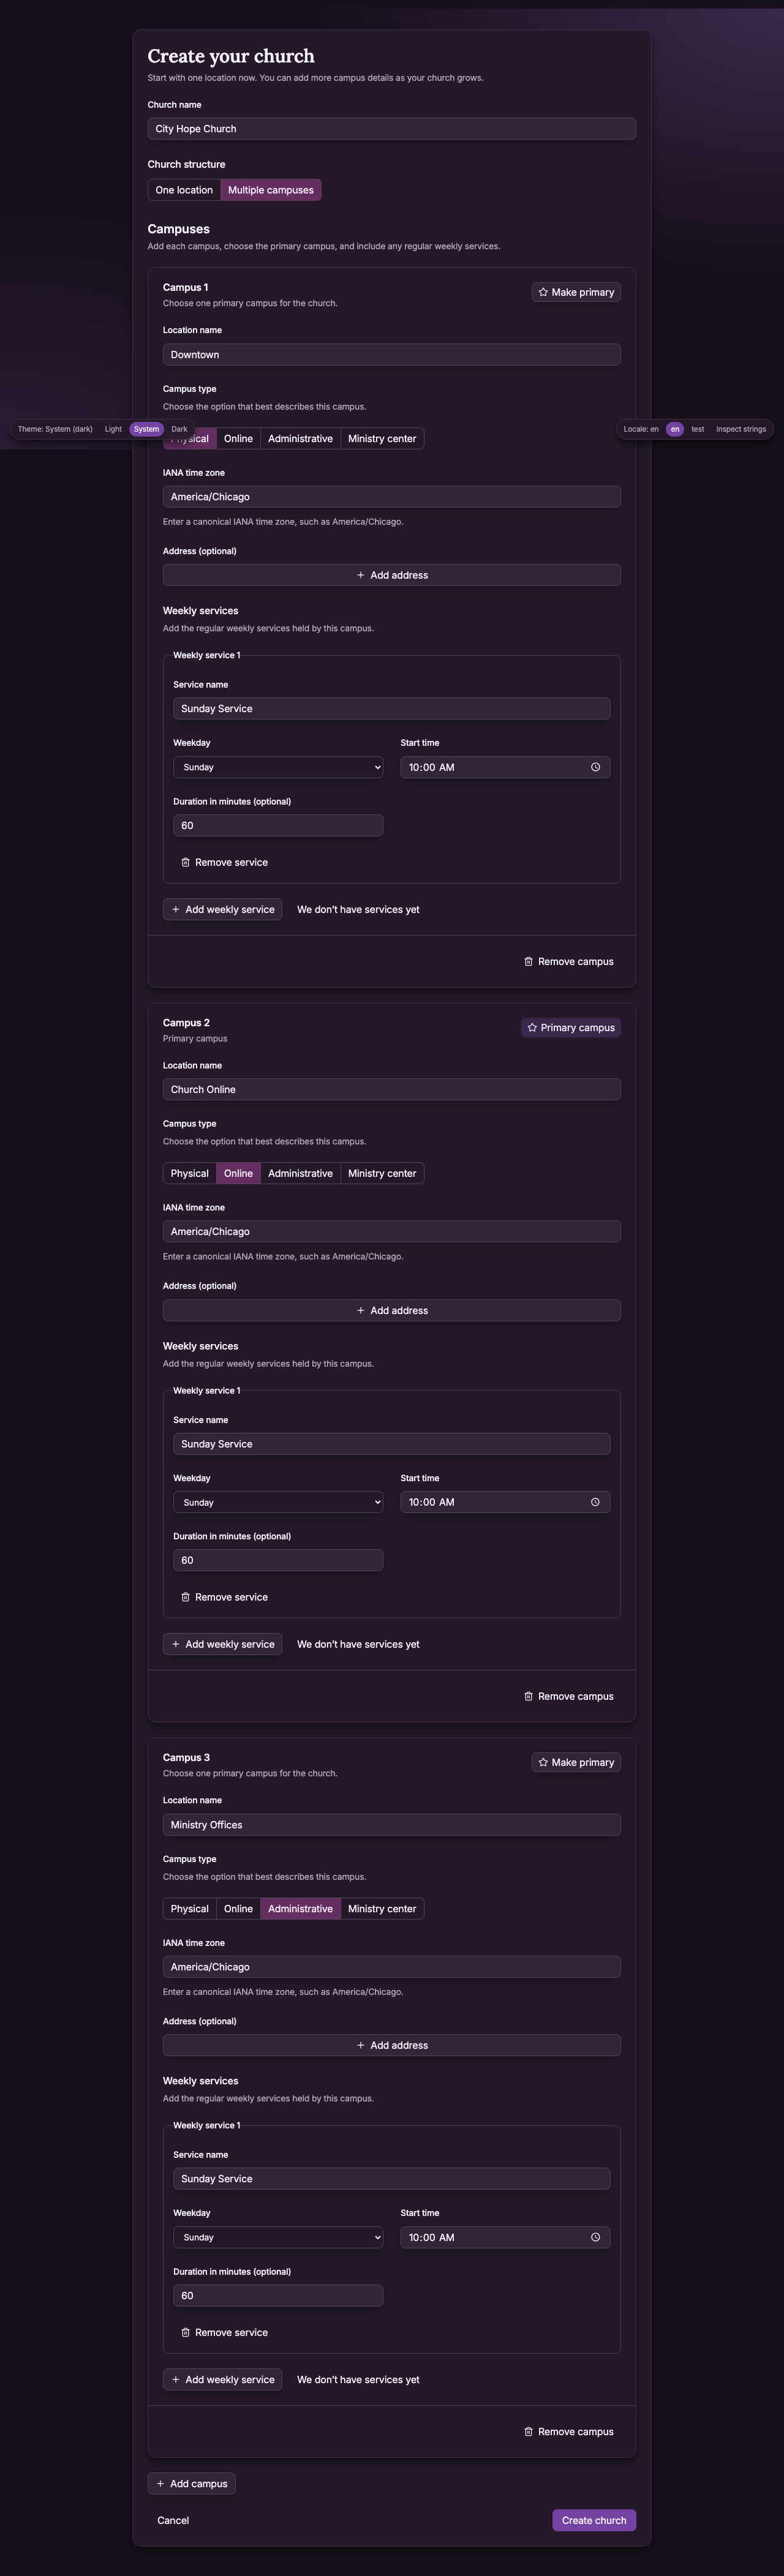 Create your church
Start with one location now. You can add more campus details as your church grows.
Church name
City Hope Church
Church structure
One location
Multiple campuses
Campuses
Add each campus, choose the primary campus, and include any regular weekly services.
Campus 1
Make primary
Choose one primary campus for the church.
Location name
Downtown
Campus type
Choose the option that best describes this campus.
Theme: System (dark) Light System Dark
Locale: en en test Inspect strings
Physical Online Administrative Ministry center
IANA time zone
America/Chicago
Enter a canonical IANA time zone, such as America/Chicago.
Address (optional)
Add address
Weekly services
Add the regular weekly services held by this campus.
Weekly service 1
Service name
Sunday Service
Weekday Start time
Sunday 10:00 AM
Duration in minutes (optional)
60
Remove service
Add weekly service We don't have services yet
Remove campus
Campus 2
Primary campus
Primary campus
Location name
Church Online
Campus type
Choose the option that best describes this campus.
Physical Online Administrative Ministry center
IANA time zone
America/Chicago
Enter a canonical IANA time zone, such as America/Chicago.
Address (optional)
Add address
Weekly services
Add the regular weekly services held by this campus.
Weekly service 1
Service name
Sunday Service
Weekday Start time
Sunday 10:00 AM
Duration in minutes (optional)
60
Remove service
Add weekly service We don't have services yet
Remove campus
Campus 3
Make primary
Choose one primary campus for the church.
Location name
Ministry Offices
Campus type
Choose the option that best describes this campus.
Physical Online Administrative Ministry center
IANA time zone
America/Chicago
Enter a canonical IANA time zone, such as America/Chicago.
Address (optional)
Add address
Weekly services
Add the regular weekly services held by this campus.
Weekly service 1
Service name
Sunday Service
Weekday Start time
Sunday 10:00 AM
Duration in minutes (optional)
60
Remove service
Add weekly service We don't have services yet
Remove campus
Add campus
Cancel Create church